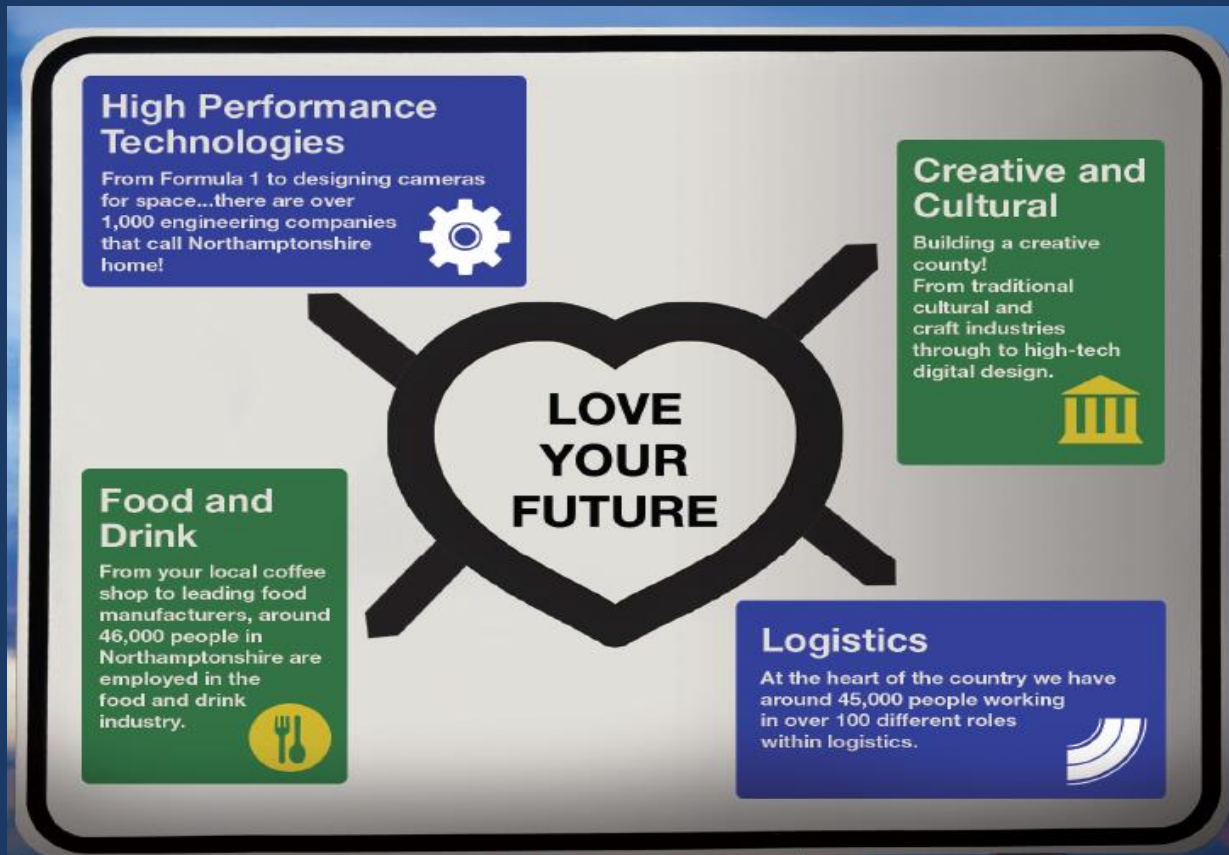 High Performance
Technologies
From Formula 1 to designing cameras
for space...there are over
1,000 engineering companies
that call Northamptonshire
home!
Creative and
Cultural
Building a creative
county!
From traditional
cultural and
craft industries
through to high-tech
digital design.
LOVE
YOUR
FUTURE
Food and
Drink
From your local coffee
shop to leading food
manufacturers, around
46,000 people in
Northamptonshire are
employed in the
food and drink
industry.
Logistics
At the heart of the country we have
around 45,000 people working
in over 100 different roles
within logistics.